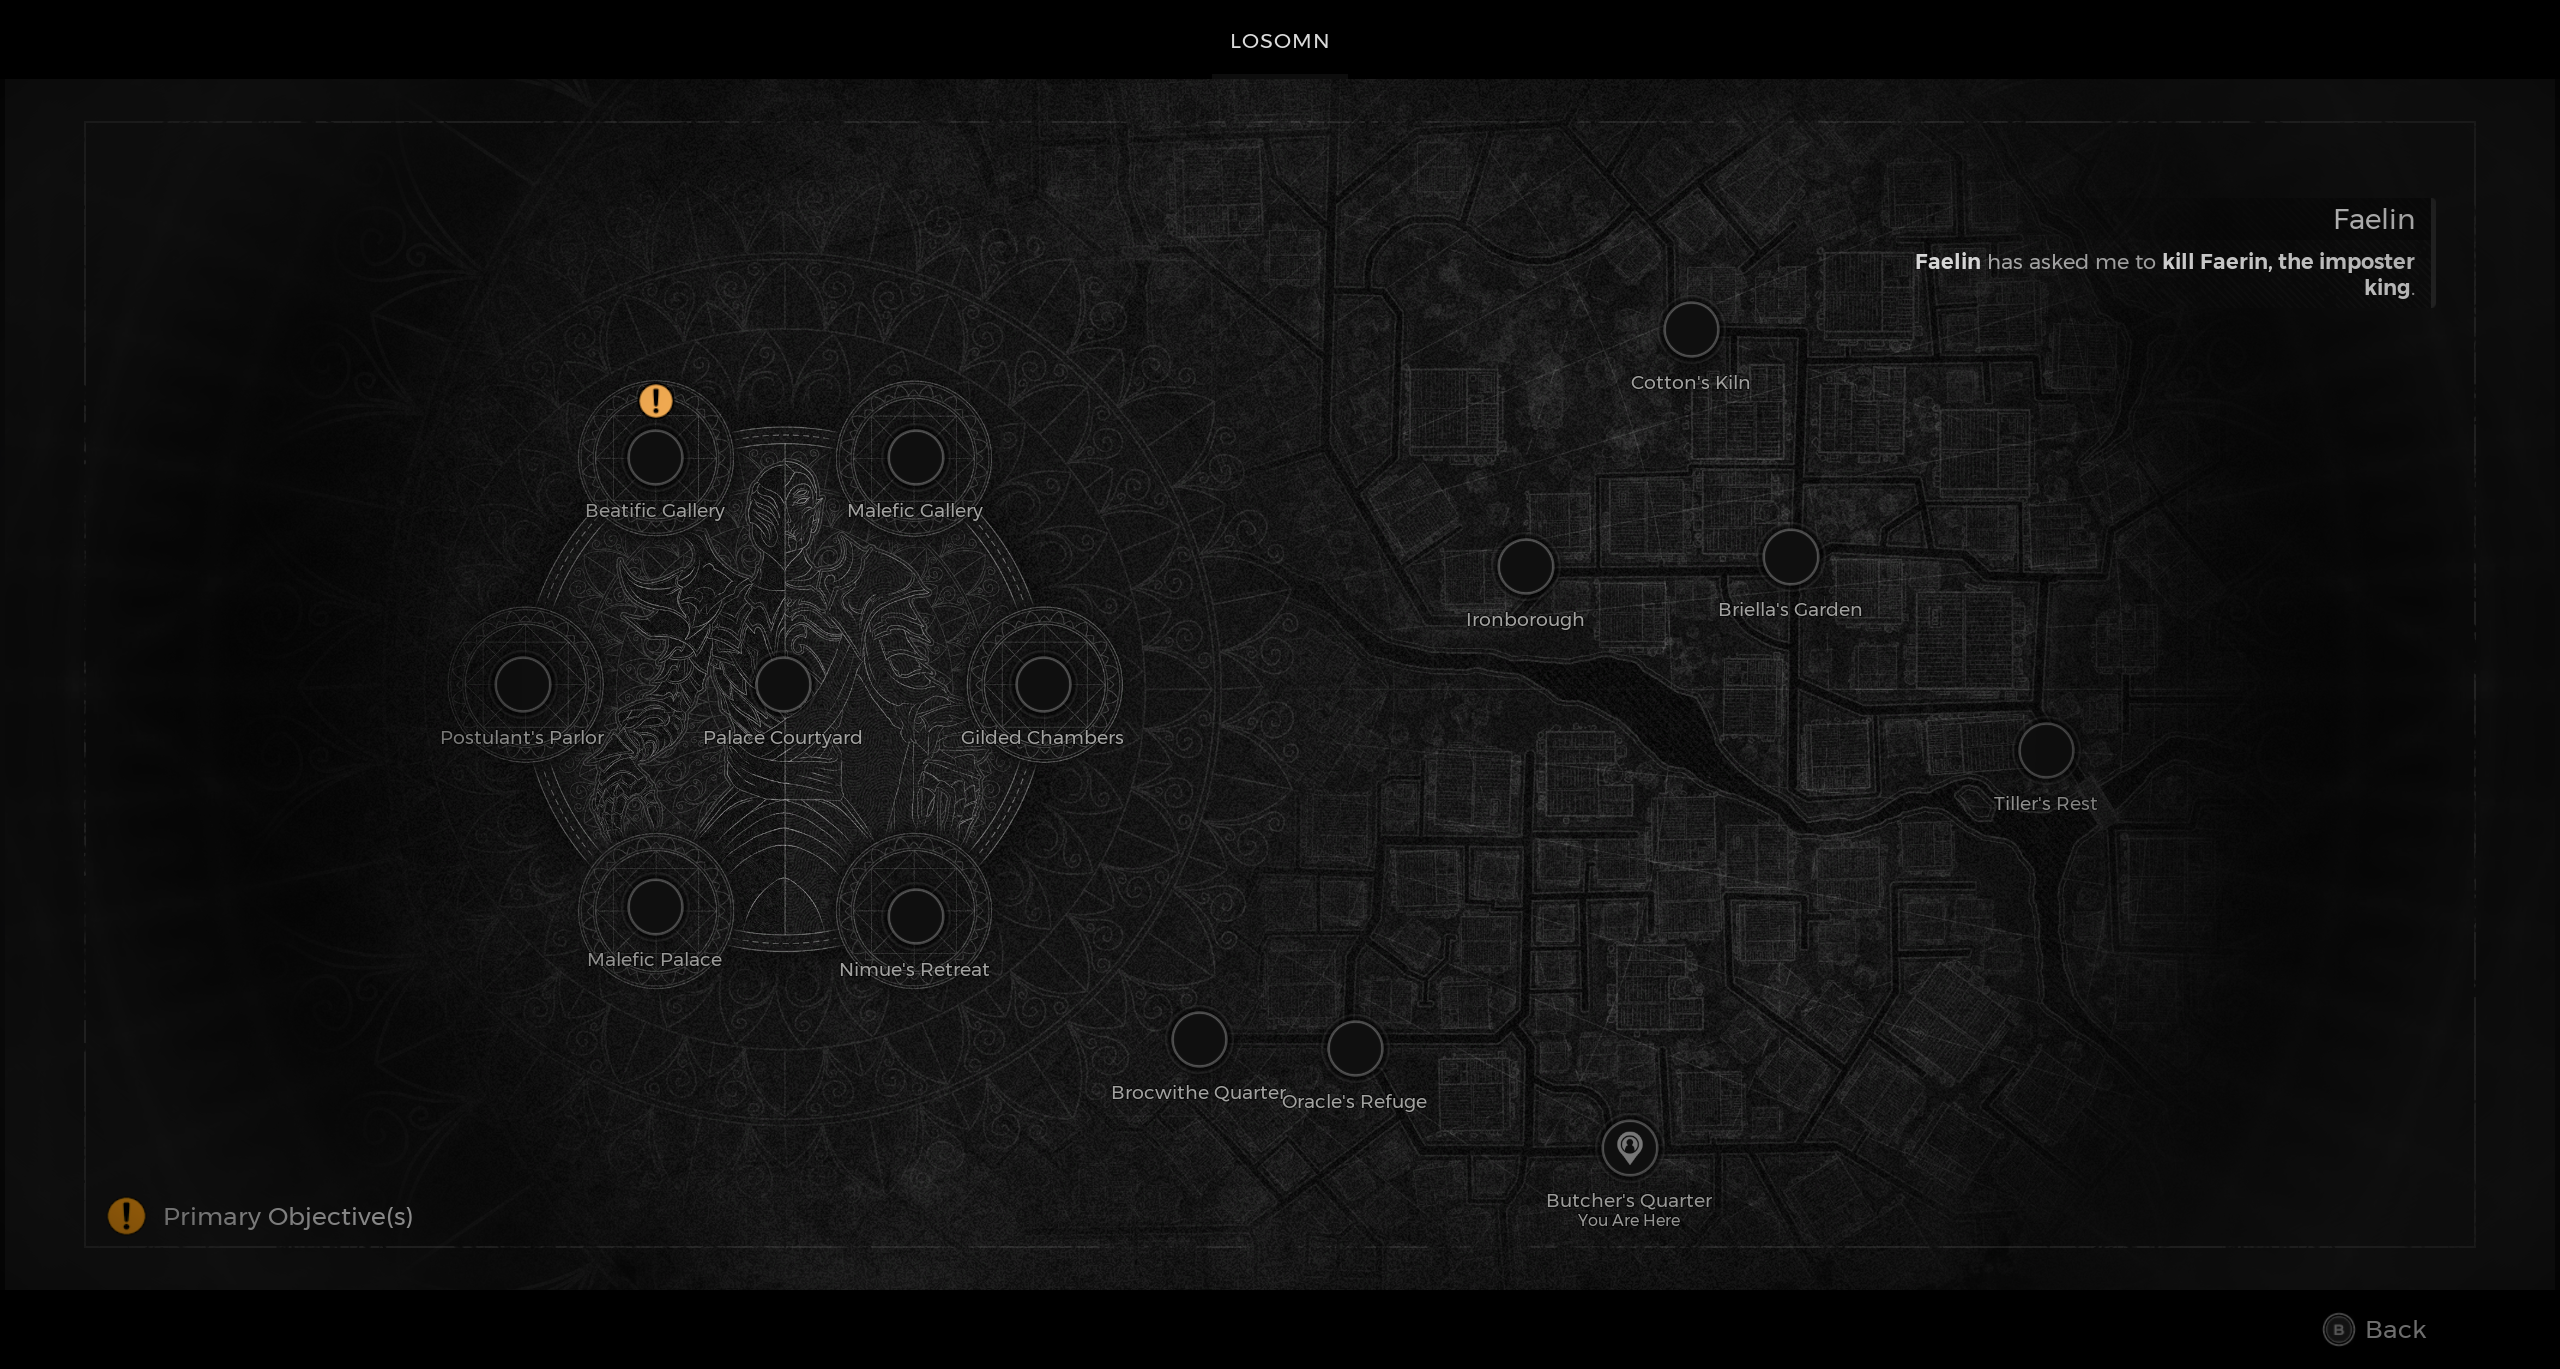 LOSOMN
Faelin
Faelin has asked me to kill Faerin, the imposter
king.
Cotton's Kiln
Beatific Gallery
Malefic Gallery
Ironborough
Briella's Garden
Postulant's Parlor
Palace Courtyard
Gilded Chambers
Tiller's Rest
Malefic Palace
Nimue's Retreat
Brocwithe Quarter
Oracle's Refuge
Butcher's Quarter
You Are Here
! Primary Objective(s)
B Back